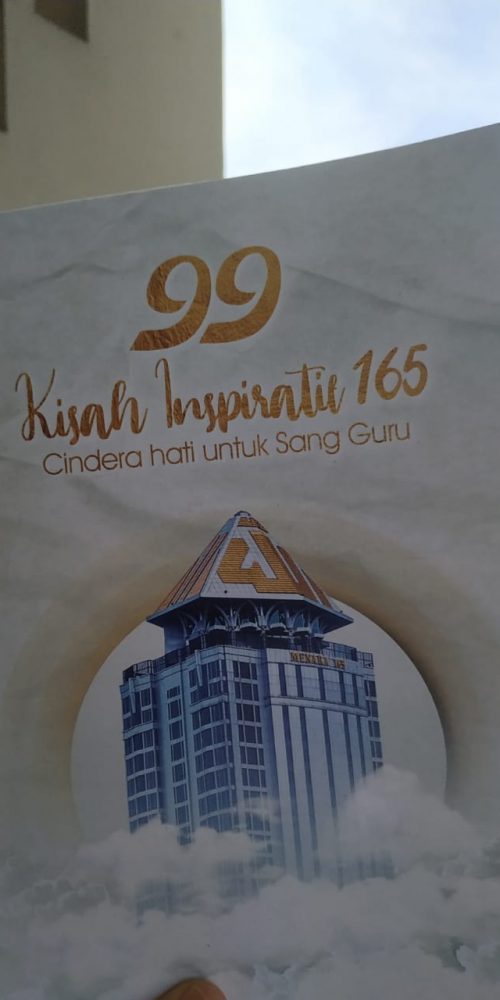 99
Kisah Inspiratif 165
Cindera hati untuk Sang Guru
MENARA 165